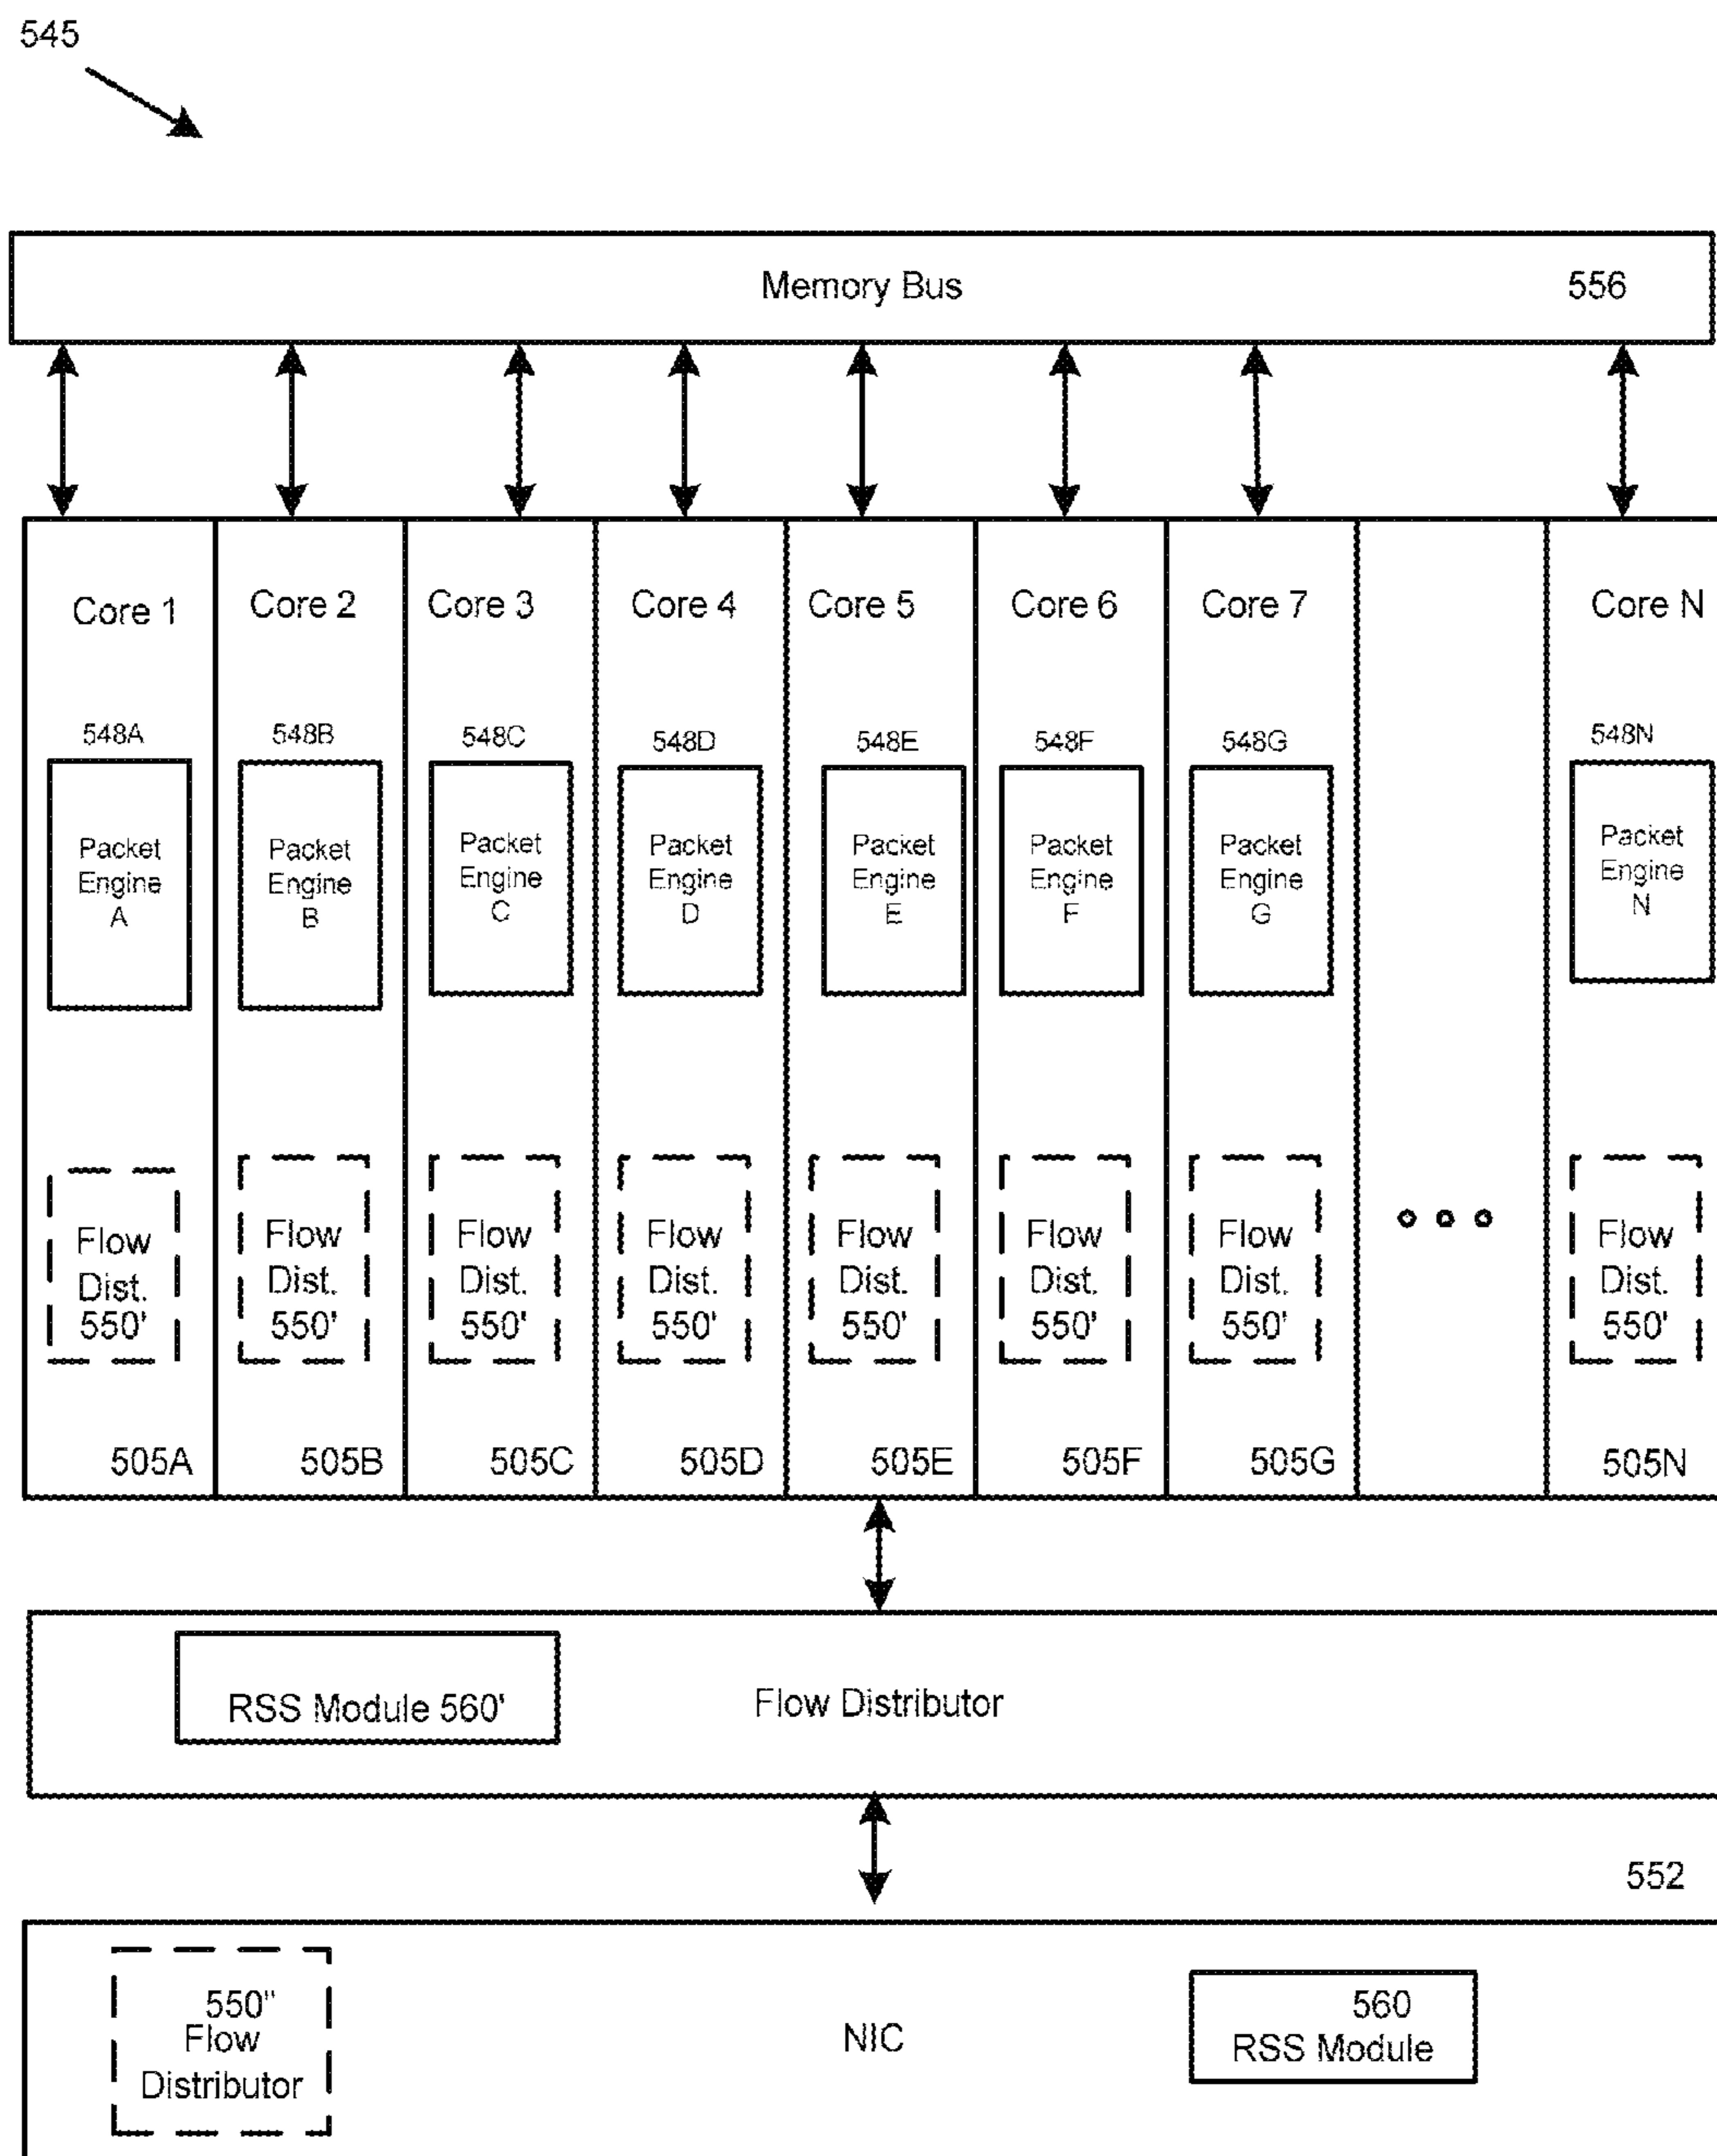 545
Memory Bus 556
Core 1 Core 2 Core 3 Core 4 Core 5 Core 6 Core 7 Core N
548A 548B 548C 548D 548E 548F 548G 548N
Packet Packet Packet Packet Packet Packet Packet Packet
Engine Engine Engine Engine Engine Engine Engine Engine
A B C D E F G N
Flow Flow Flow Flow Flow Flow Flow Flow
Dist. Dist. Dist. Dist. Dist. Dist. Dist. Dist.
550' 550' 550' 550' 550' 550' 550' 550'
505A 505B 505C 505D 505E 505F 505G 505N
RSS Module 560' Flow Distributor
552
550"
Flow
Distributor
NIC
560
RSS Module